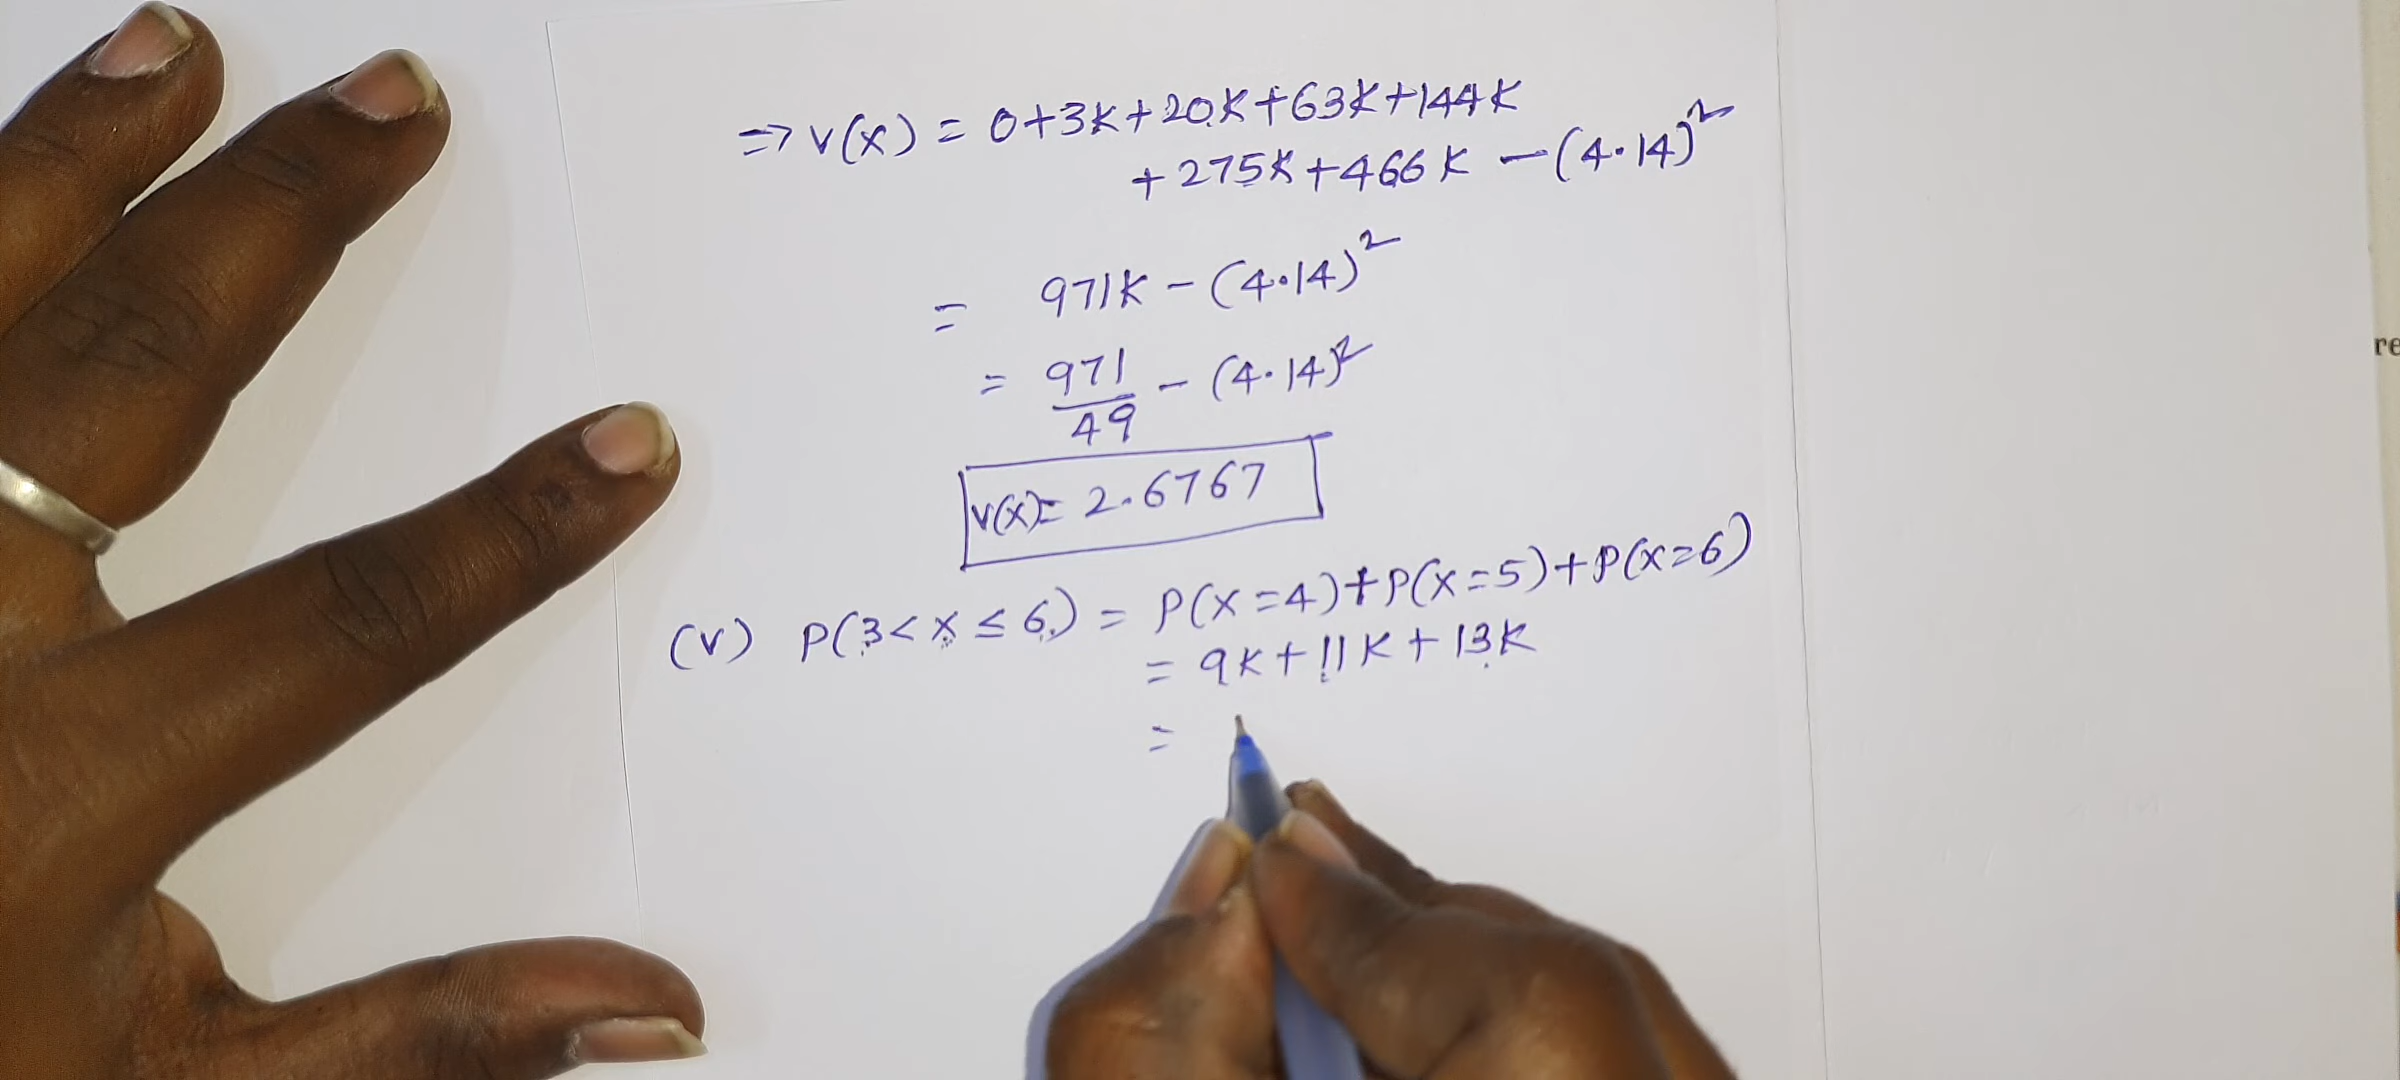 => V(X) = 0+3K+20K+63K+144K
+275K+466K -(4.14)²
= 971K-(4.14)²
= 971/49 -(4.14)²
V(X)= 2.6767
(V) P(3<X≤6) = P(X=4)+P(X=5)+P(X=6)
= 9K+11K+13K
=
re